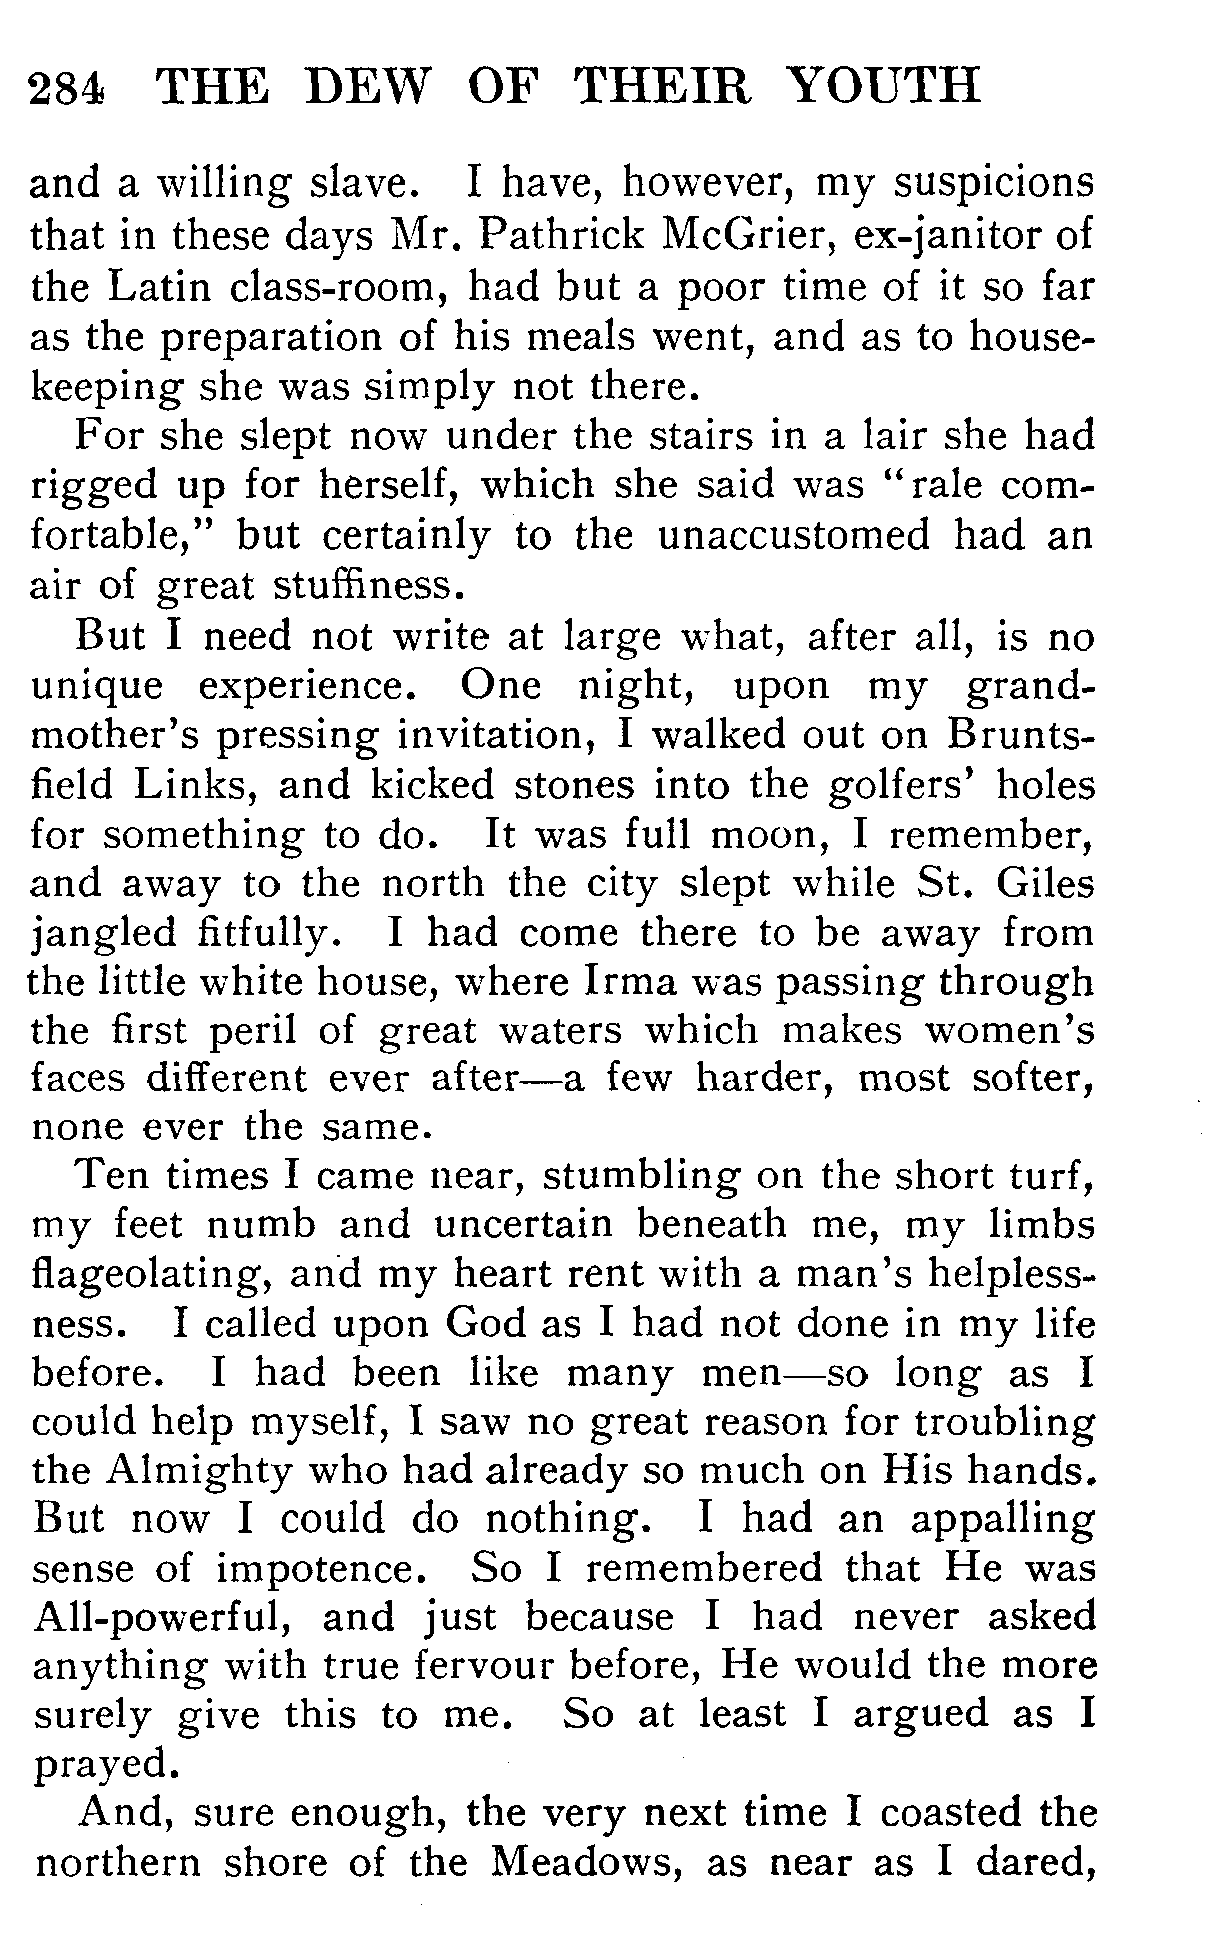 284 THE DEW OF THEIR YOUTH
and a willing slave. I have, however, my suspicions
that in these days Mr. Pathrick McGrier, ex-janitor of
the Latin class-room, had but a poor time of it so far
as the preparation of his meals went, and as to house-
keeping she was simply not there.
For she slept now under the stairs in a lair she had
rigged up for herself, which she said was "rale com-
fortable," but certainly to the unaccustomed had an
air of great stuffiness.
But I need not write at large what, after all, is no
unique experience. One night, upon my grand-
mother's pressing invitation, I walked out on Brunts-
field Links, and kicked stones into the golfers' holes
for something to do. It was full moon, I remember,
and away to the north the city slept while St. Giles
jangled fitfully. I had come there to be away from
the little white house, where Irma was passing through
the first peril of great waters which makes women's
faces different ever after—a few harder, most softer,
none ever the same.
Ten times I came near, stumbling on the short turf,
my feet numb and uncertain beneath me, my limbs
flageolating, and my heart rent with a man's helpless-
ness. I called upon God as I had not done in my life
before. I had been like many men—so long as I
could help myself, I saw no great reason for troubling
the Almighty who had already so much on His hands.
But now I could do nothing. I had an appalling
sense of impotence. So I remembered that He was
All-powerful, and just because I had never asked
anything with true fervour before, He would the more
surely give this to me. So at least I argued as I
prayed.
And, sure enough, the very next time I coasted the
northern shore of the Meadows, as near as I dared,